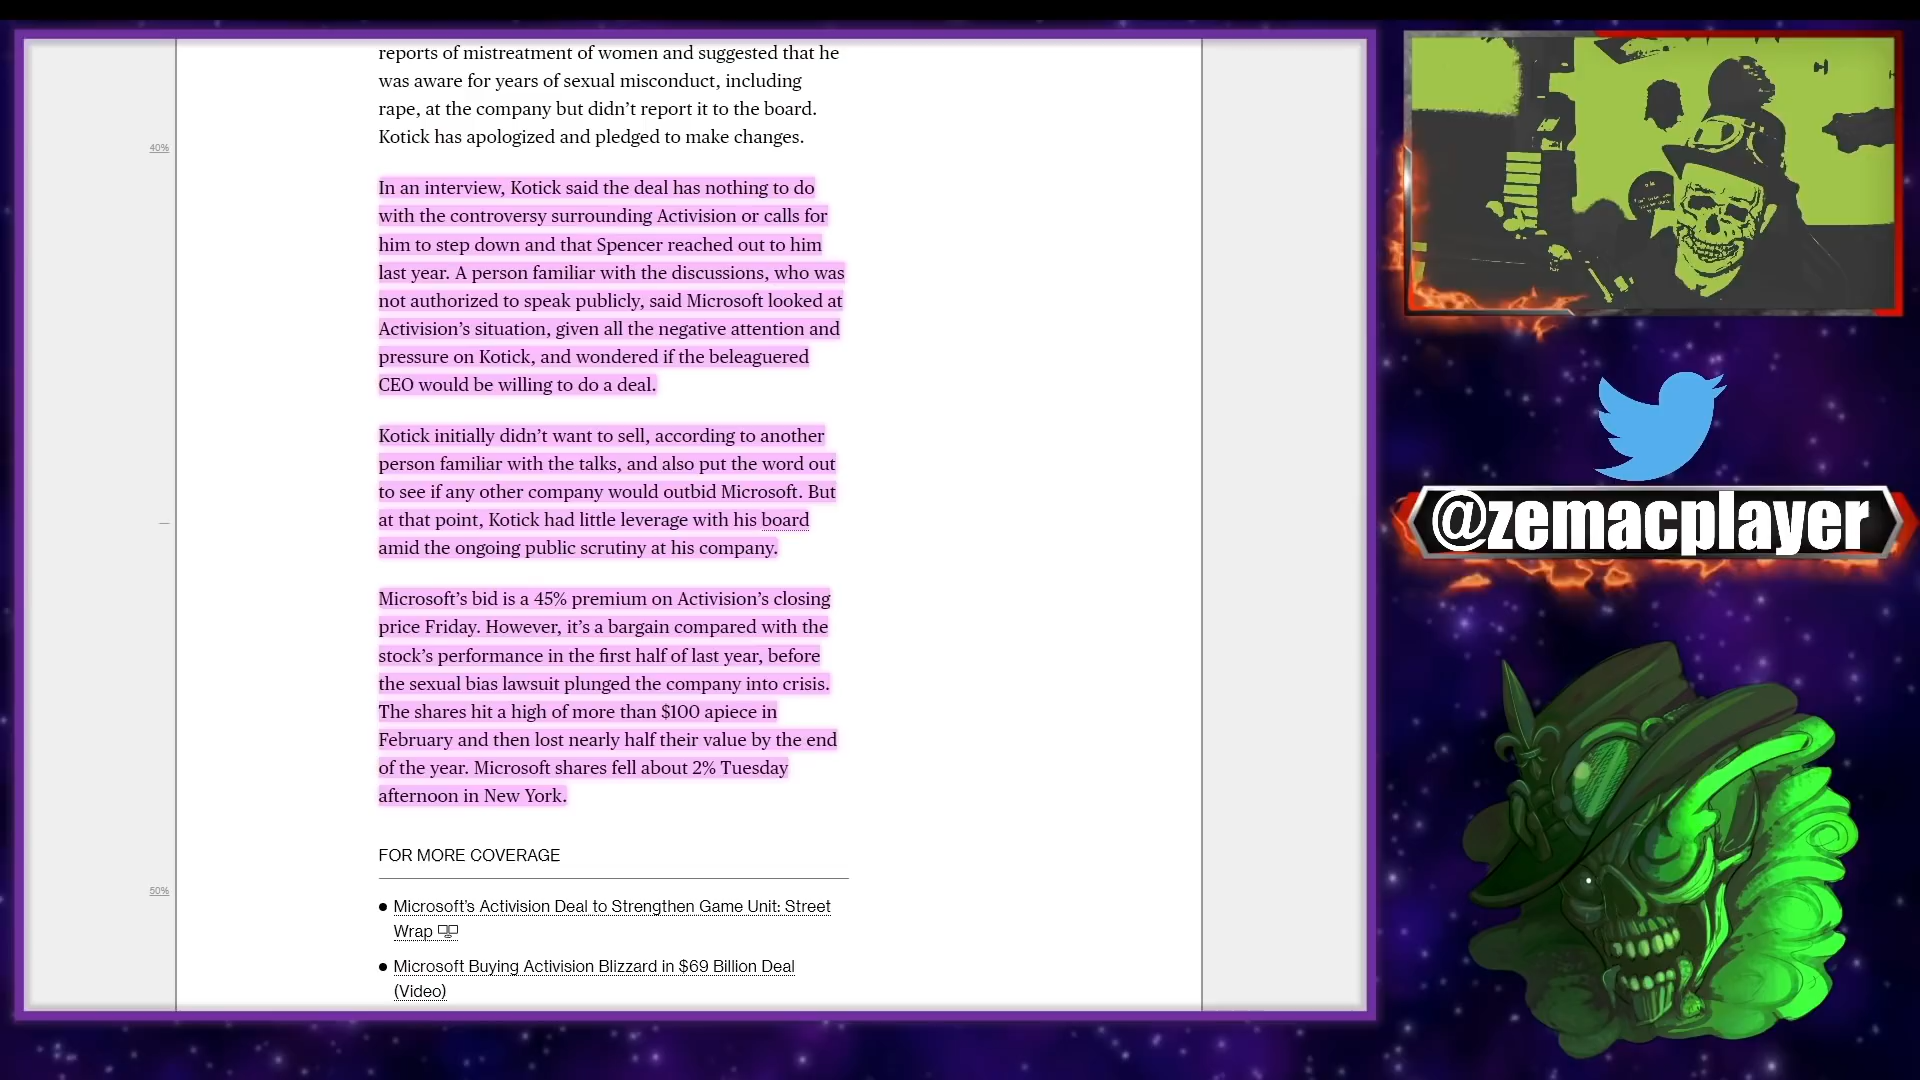 reports of mistreatment of women and suggested that he
was aware for years of sexual misconduct, including
rape, at the company but didn’t report it to the board.
Kotick has apologized and pledged to make changes.
40%
In an interview, Kotick said the deal has nothing to do
with the controversy surrounding Activision or calls for
him to step down and that Spencer reached out to him
last year. A person familiar with the discussions, who was
not authorized to speak publicly, said Microsoft looked at
Activision’s situation, given all the negative attention and
pressure on Kotick, and wondered if the beleaguered
CEO would be willing to do a deal.
Kotick initially didn’t want to sell, according to another
person familiar with the talks, and also put the word out
to see if any other company would outbid Microsoft. But
at that point, Kotick had little leverage with his board
amid the ongoing public scrutiny at his company.
Microsoft’s bid is a 45% premium on Activision’s closing
price Friday. However, it’s a bargain compared with the
stock’s performance in the first half of last year, before
the sexual bias lawsuit plunged the company into crisis.
The shares hit a high of more than $100 apiece in
February and then lost nearly half their value by the end
of the year. Microsoft shares fell about 2% Tuesday
afternoon in New York.
FOR MORE COVERAGE
50%
● Microsoft’s Activision Deal to Strengthen Game Unit: Street
Wrap
● Microsoft Buying Activision Blizzard in $69 Billion Deal
(Video)
@zemacplayer